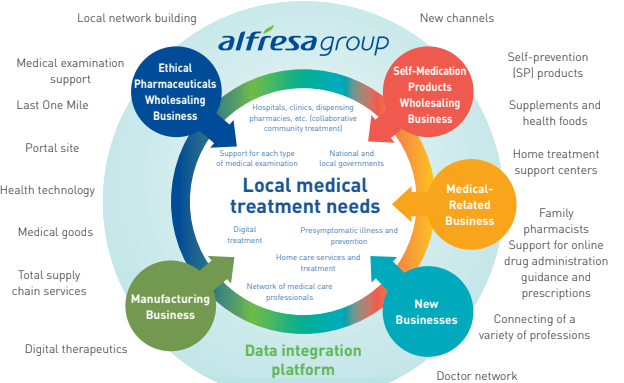 Local network building
New channels
alfresa group
Medical examination
support
Last One Mile
Portal site
Health technology
Medical goods
Total supply
chain services
Digital therapeutics
Ethical
Pharmaceuticals
Wholesaling
Business
Self-Medication
Products
Wholesaling
Business
Hospitals, clinics, dispensing
pharmacies, etc. (collaborative
community treatment)
Support for each type
of medical examination
National and
local governments
Local medical
treatment needs
Digital
treatment
Presymptomatic illness and
prevention
Home care services and
treatment
Network of medical care
professionals
Medical-
Related
Business
Manufacturing
Business
New
Businesses
Data integration
platform
Self-prevention
(SP) products
Supplements and
health foods
Home treatment
support centers
Family
pharmacists
Support for online
drug administration
guidance and
prescriptions
Connecting of a
variety of professions
Doctor network